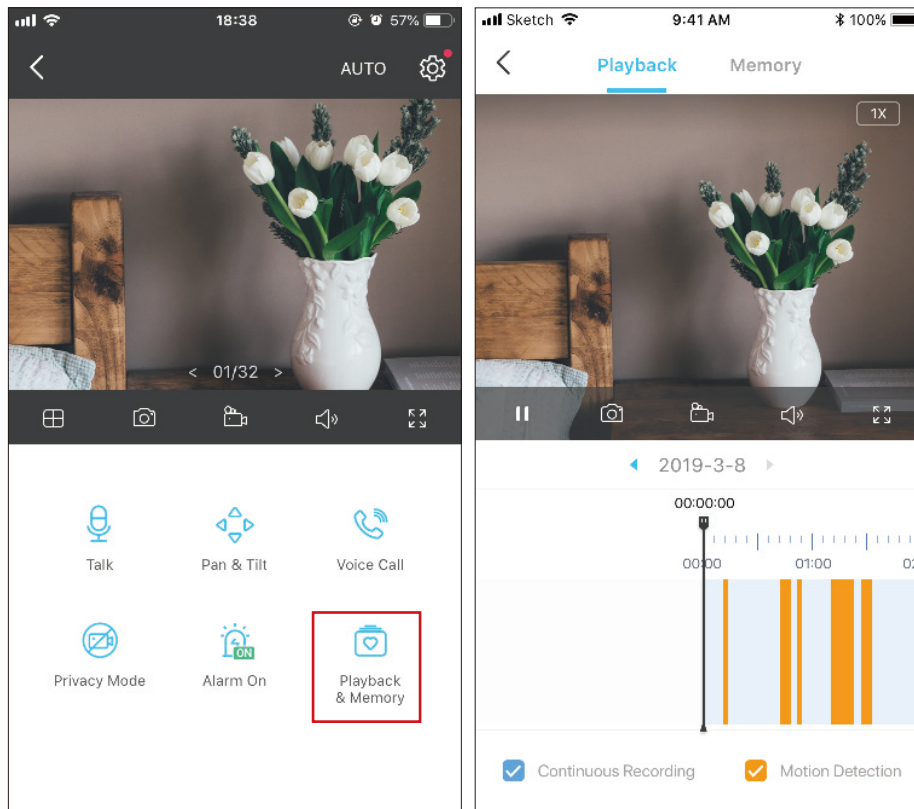 18:38
57%
AUTO
< 01/32 >
Talk
Pan & Tilt
Voice Call
Privacy Mode
ON
Alarm On
Playback
& Memory
Sketch
9:41 AM
100%
Playback
Memory
1X
2019-3-8
00:00:00
00:00
01:00
Continuous Recording
Motion Detection